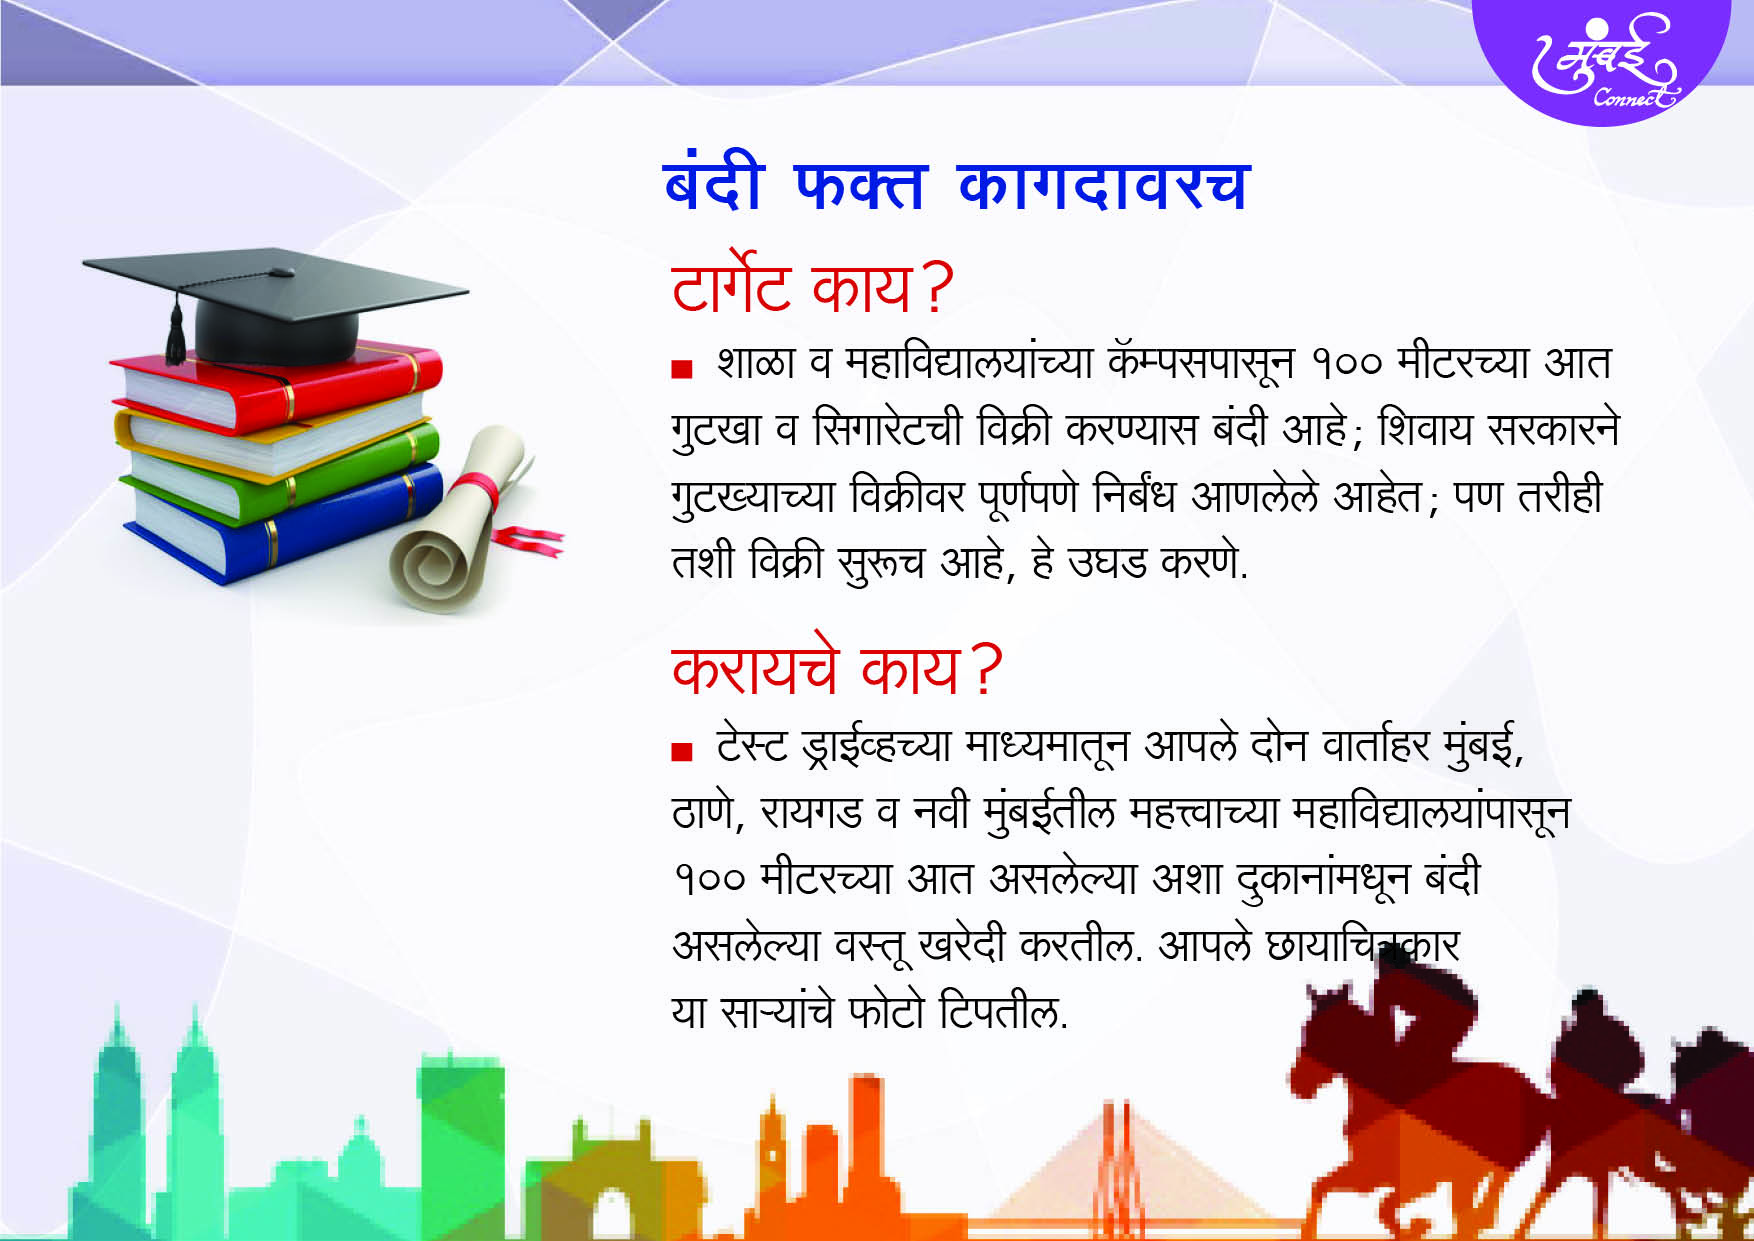 मुंबई
Connect
बंदी फक्त कागदावरच
टार्गेट काय?
■ शाळा व महाविद्यालयांच्या कॅम्पसपासून १०० मीटरच्या आत
गुटखा व सिगारेटची विक्री करण्यास बंदी आहे; शिवाय सरकारने
गुटख्याच्या विक्रीवर पूर्णपणे निर्बंध आणलेले आहेत; पण तरीही
तशी विक्री सुरूच आहे, हे उघड करणे.
करायचे काय?
■ टेस्ट ड्राईव्हच्या माध्यमातून आपले दोन वार्ताहर मुंबई,
ठाणे, रायगड व नवी मुंबईतील महत्त्वाच्या महाविद्यालयांपासून
१०० मीटरच्या आत असलेल्या अशा दुकानांमधून बंदी
असलेल्या वस्तू खरेदी करतील. आपले छायाचित्रकार
या साऱ्यांचे फोटो टिपतील.